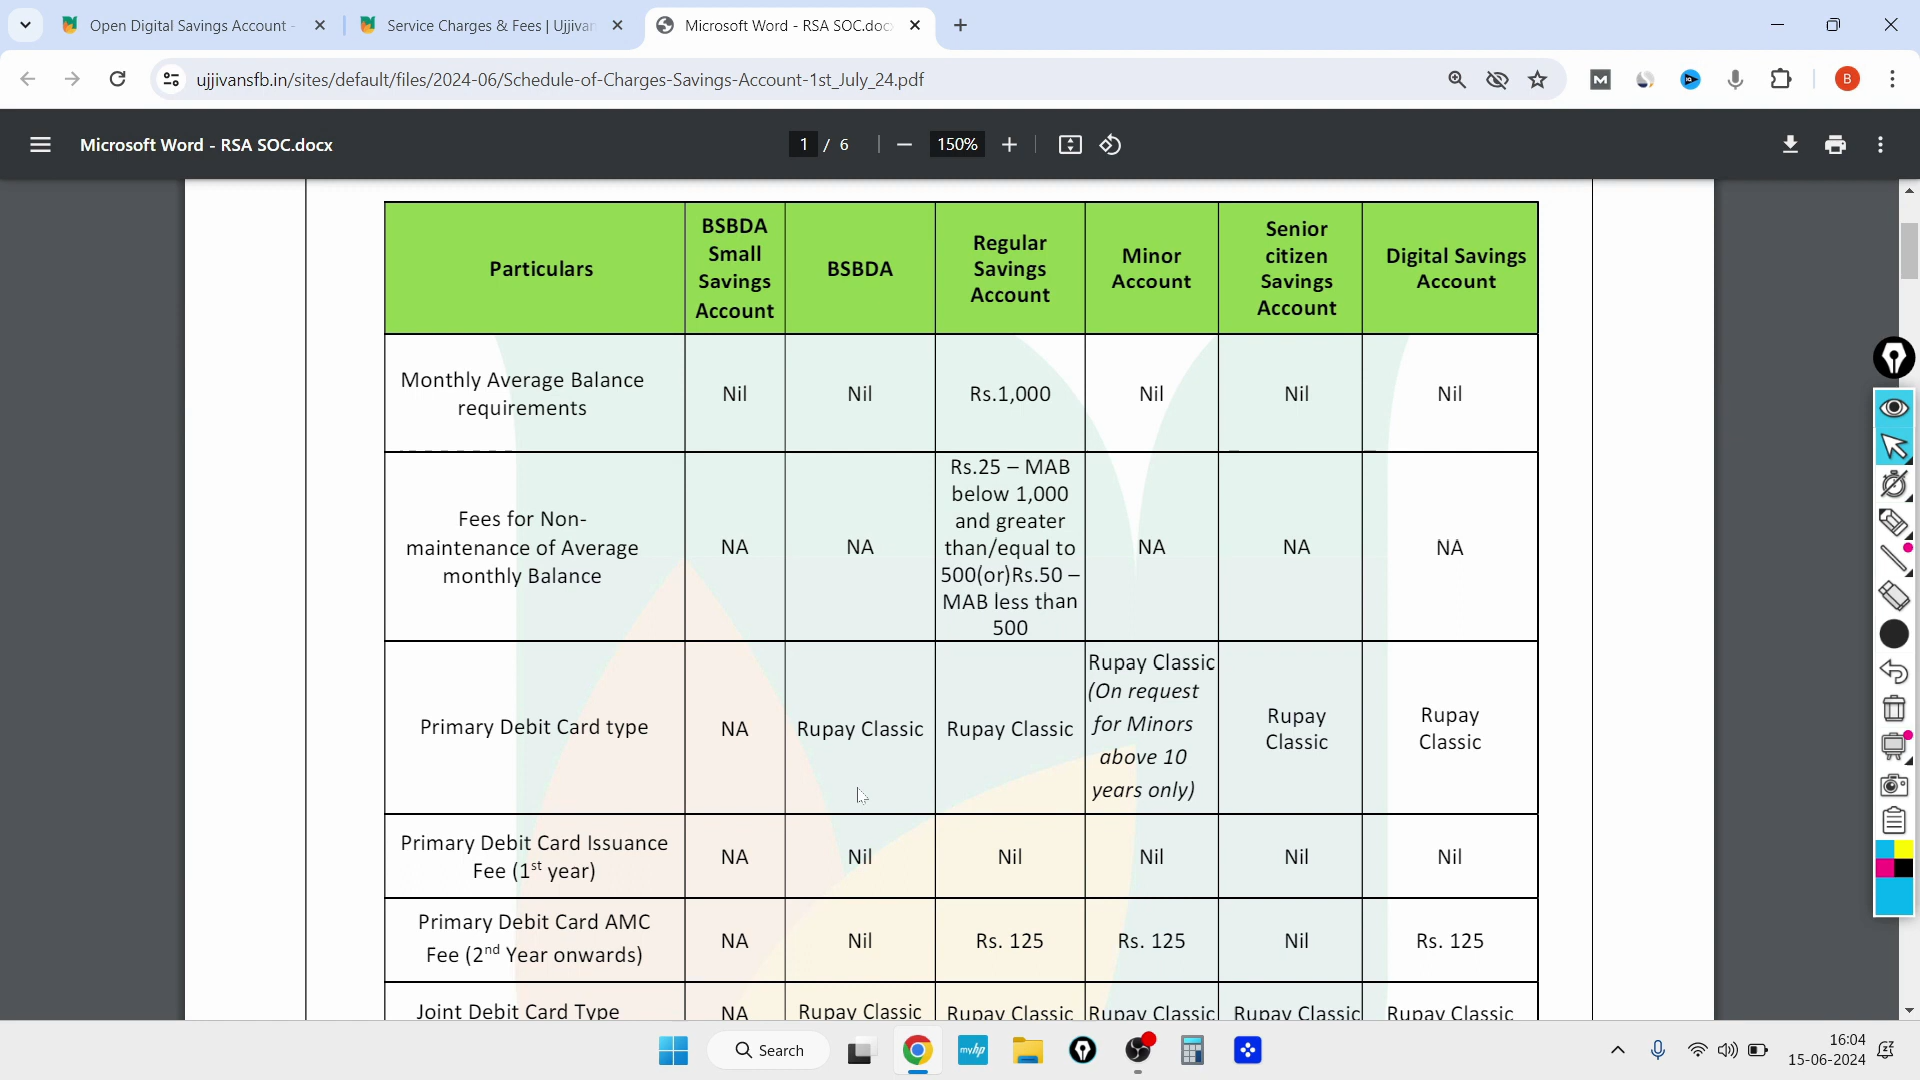 Open Digital Savings Account -
Service Charges & Fees | Ujjivan
Microsoft Word - RSA SOC.docx
ujjivansfb.in/sites/default/files/2024-06/Schedule-of-Charges-Savings-Account-1st_July_24.pdf
B
Microsoft Word - RSA SOC.docx
1 / 6
150%
Particulars
BSBDA
Small
Savings
Account
BSBDA
Regular
Savings
Account
Minor
Account
Senior
citizen
Savings
Account
Digital Savings
Account
Monthly Average Balance
requirements
Nil
Nil
Rs.1,000
Nil
Nil
Nil
Fees for Non-
maintenance of Average
monthly Balance
NA
NA
Rs.25 – MAB
below 1,000
and greater
than/equal to
500(or)Rs.50 –
MAB less than
500
NA
NA
NA
Primary Debit Card type
NA
Rupay Classic
Rupay Classic
Rupay Classic
(On request
for Minors
above 10
years only)
Rupay
Classic
Rupay
Classic
Primary Debit Card Issuance
Fee (1st year)
NA
Nil
Nil
Nil
Nil
Nil
Primary Debit Card AMC
Fee (2nd Year onwards)
NA
Nil
Rs. 125
Rs. 125
Nil
Rs. 125
Joint Debit Card Type
NA
Rupay Classic
Rupay Classic
Rupay Classic
Rupay Classic
Rupay Classic
Search
myhp
16:04
15-06-2024